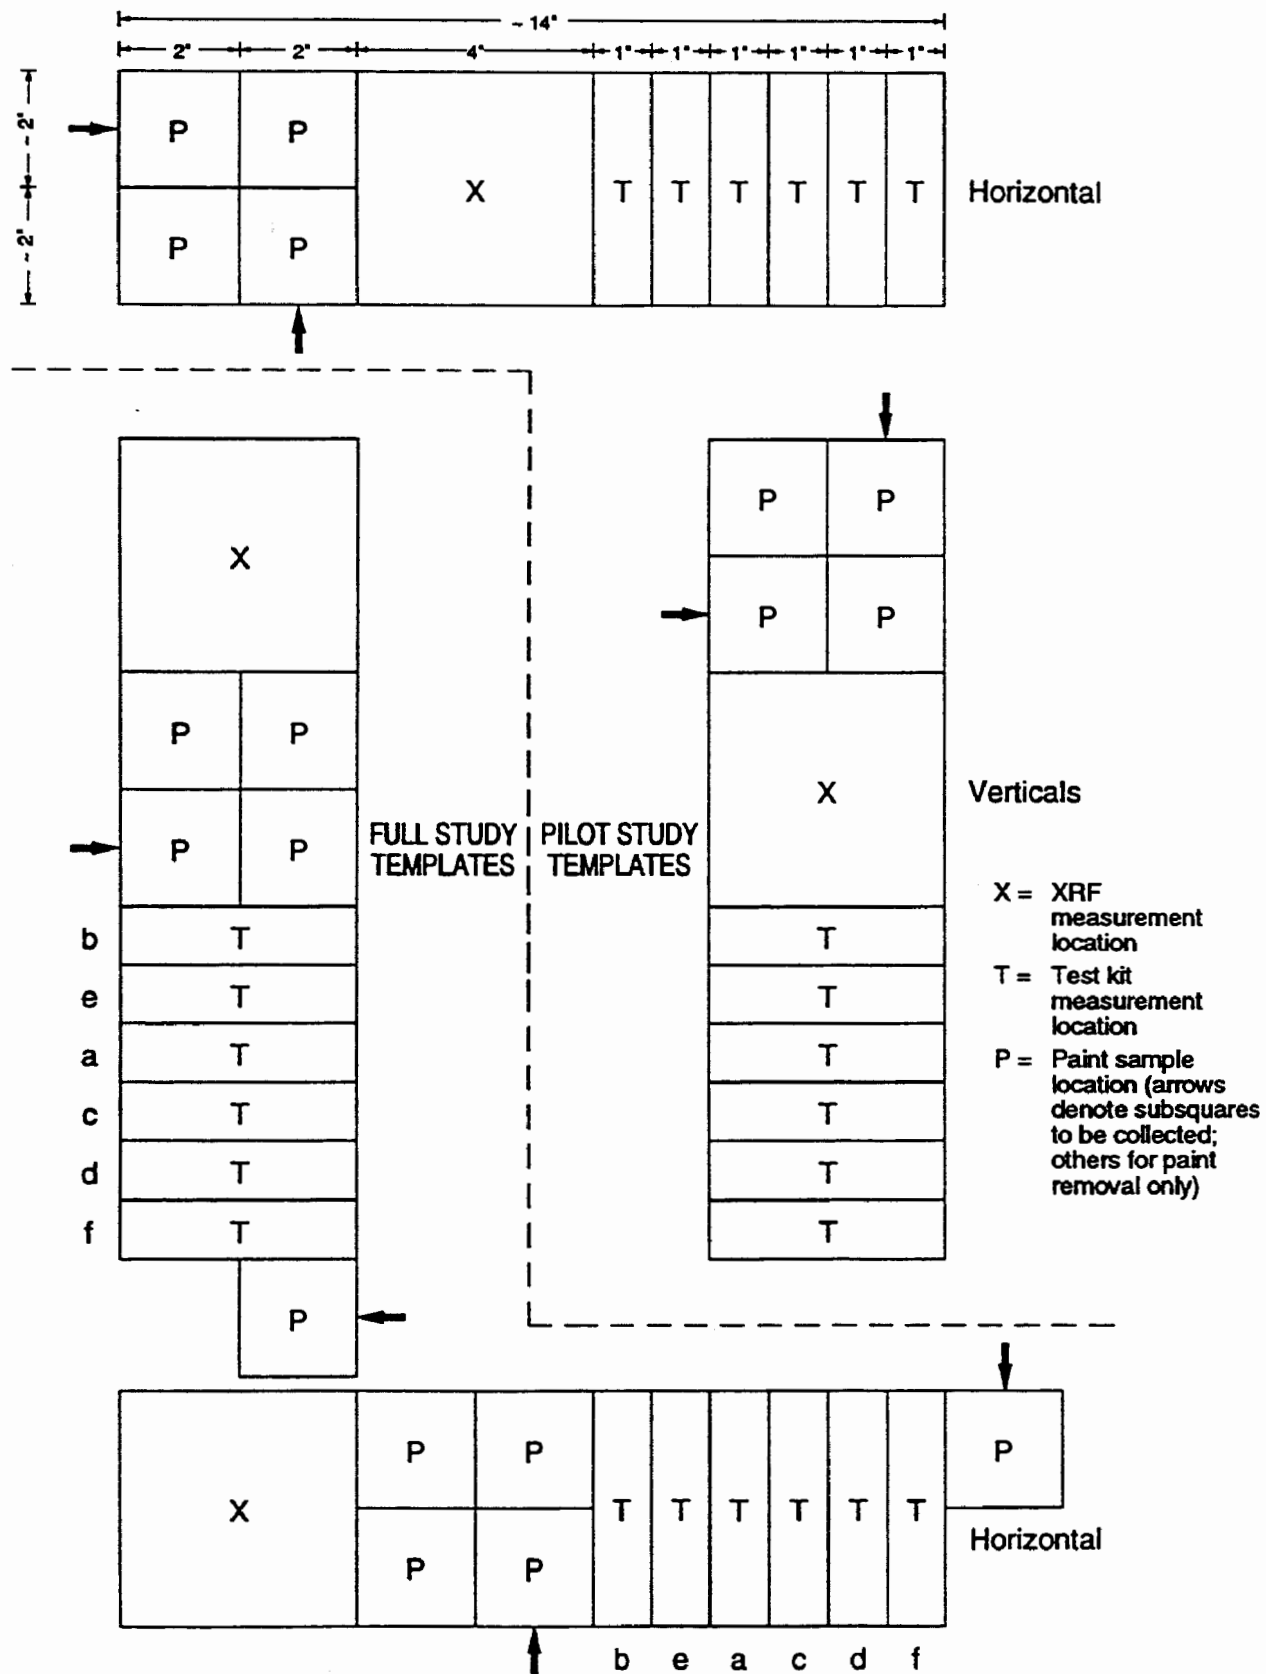 ~ 14"
2" 2" 4" 1" 1" 1" 1" 1" 1"
~ 2"
~ 2"
P P
X T T T T T T Horizontal
P P
X
P P
P P
P P
P P
X Verticals
FULL STUDY
TEMPLATES
PILOT STUDY
TEMPLATES
b T
e T
a T
c T
d T
f T
P
T
T
T
T
T
T
X = XRF
measurement
location
T = Test kit
measurement
location
P = Paint sample
location (arrows
denote subsquares
to be collected;
others for paint
removal only)
P P P
X T T T T T T
Horizontal
P P
b e a c d f